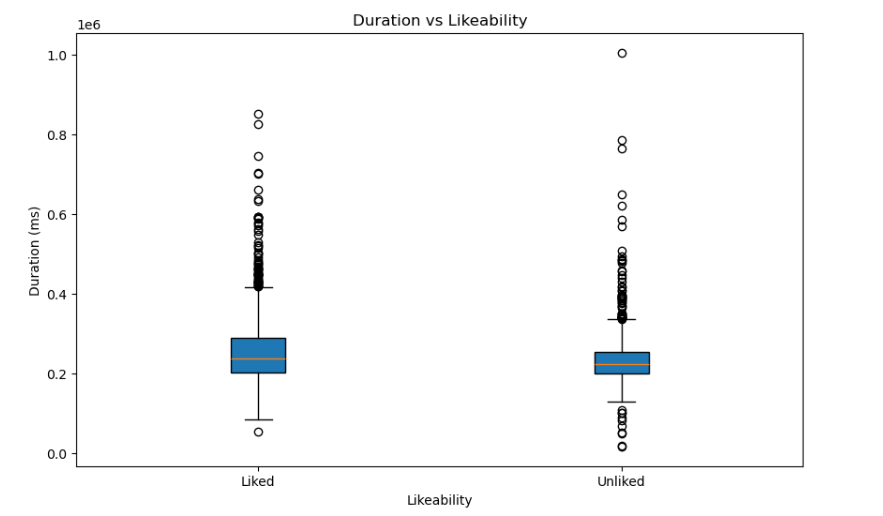 Duration vs Likeability
1e6
1.0
0.8
0.6
0.4
0.2
0.0
Duration (ms)
Liked
Unliked
Likeability